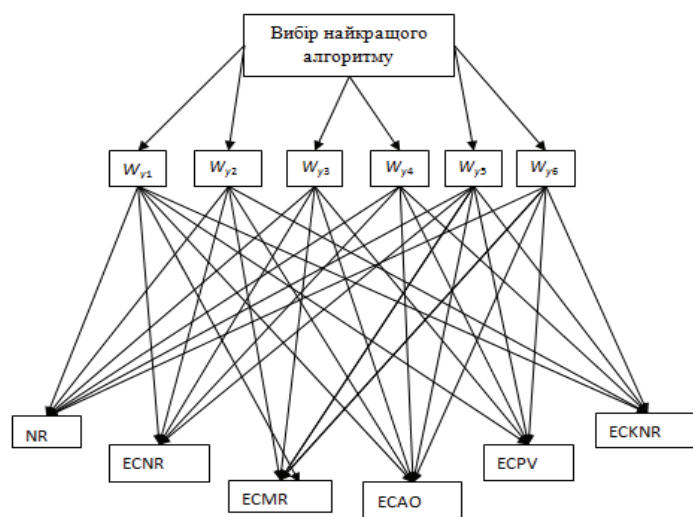 Вибір найкращого
алгоритму
Wy1 Wy2 Wy3 Wy4 Wy5 Wy6
NR
ECKNR
ECNR
ECPV
ECMR
ECAO